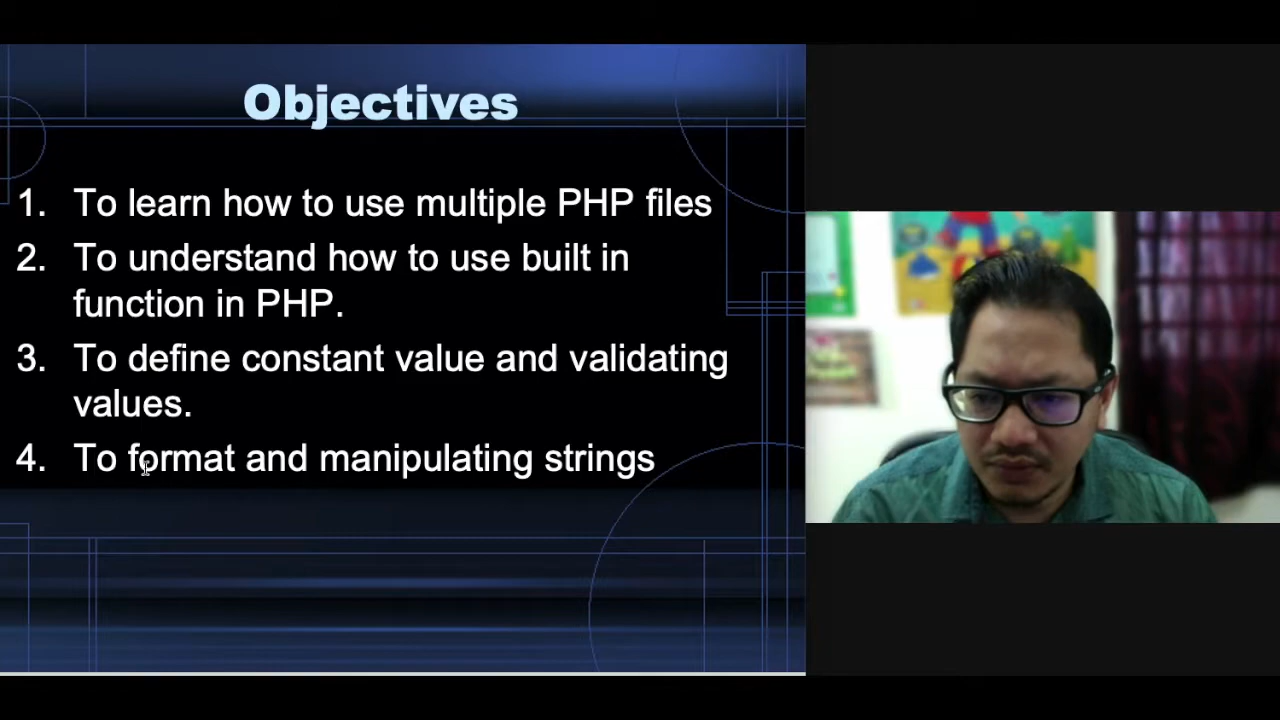 Objectives
1. To learn how to use multiple PHP files
2. To understand how to use built in
function in PHP.
3. To define constant value and validating
values.
4. To format and manipulating strings